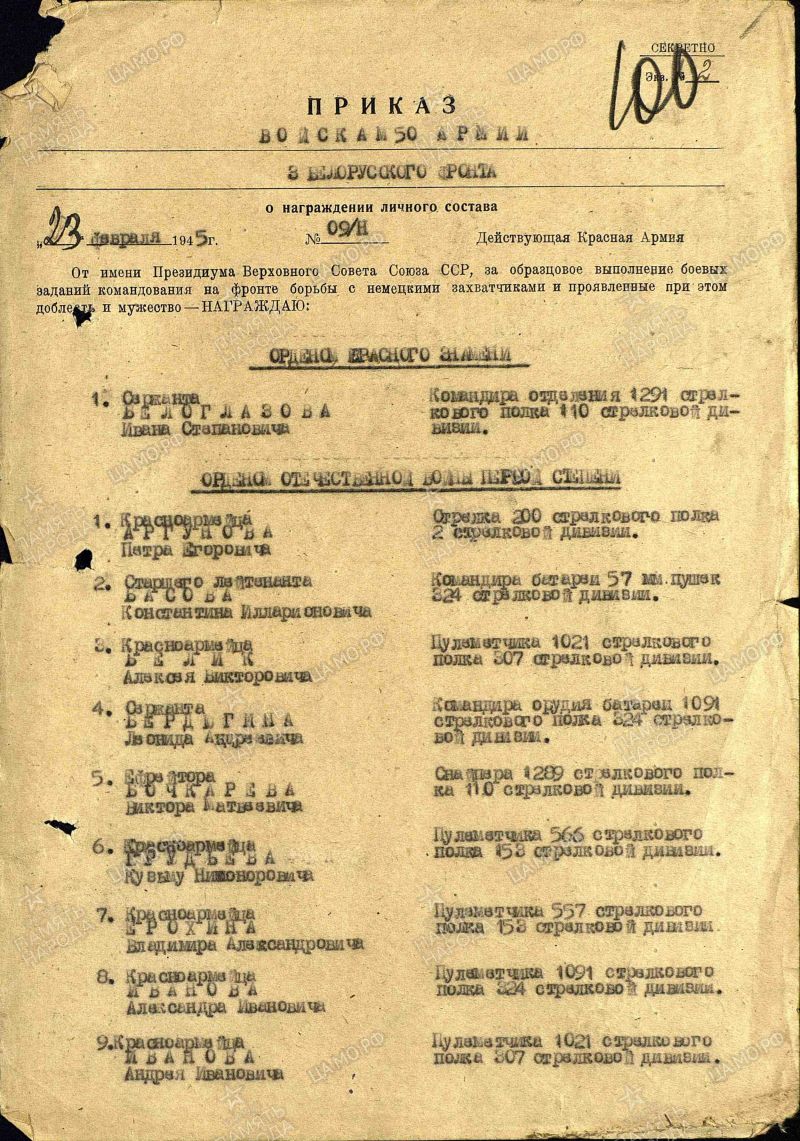 СЕКРЕТНО
Экз. № 2
100
ПРИКАЗ
ВОЙСКАМ 50 АРМИИ
3 БЕЛОРУССКОГО ФРОНТА
о награждении личного состава
„23" февраля 1945 г. № 09/Н Действующая Красная Армия
От имени Президиума Верховного Совета Союза ССР, за образцовое выполнение боевых
заданий командования на фронте борьбы с немецкими захватчиками и проявленные при этом
доблесть и мужество — НАГРАЖДАЮ:
ОРДЕНОМ КРАСНОГО ЗНАМЕНИ
1. Сержанта Командира отделения 1291 стрел-
БЕЛОГЛАЗОВА кового полка 110 стрелковой ди-
Ивана Степановича визии.
ОРДЕНОМ ОТЕЧЕСТВЕННОЙ ВОЙНЫ ПЕРВОЙ СТЕПЕНИ
1. Красноармейца Стрелка 200 стрелкового полка
АРГУНОВА 2 стрелковой дивизии.
Петра Егоровича
2. Старшего лейтенанта Командира батареи 57 мм. пушек
БАСОВА 324 стрелковой дивизии.
Константина Илларионовича
3. Красноармейца Пулеметчика 1021 стрелкового
БЕЛИК полка 307 стрелковой дивизии.
Алексея Викторовича
4. Сержанта Командира орудия батареи 1091
БЕРДЫГИНА стрелкового полка 324 стрелко-
Леонида Андреевича вой дивизии.
5. Ефрейтора Снайпера 1289 стрелкового пол-
БОЧКАРЕВА ка 110 стрелковой дивизии.
Виктора Матвеевича
6. Красноармейца Пулеметчика 566 стрелкового
полка 153 стрелковой дивизии.
Кузьму Никоноровича
7. Красноармейца Пулеметчика 557 стрелкового
ЕРОХИНА полка 153 стрелковой дивизии
Владимира Александровича
8. Красноармейца Пулеметчика 1091 стрелкового
ИВАНОВА полка 324 стрелковой дивизии.
Александра Ивановича
9. Красноармейца Пулеметчика 1021 стрелкового
ИВАНОВА полка 307 стрелковой дивизии.
Андрея Ивановича